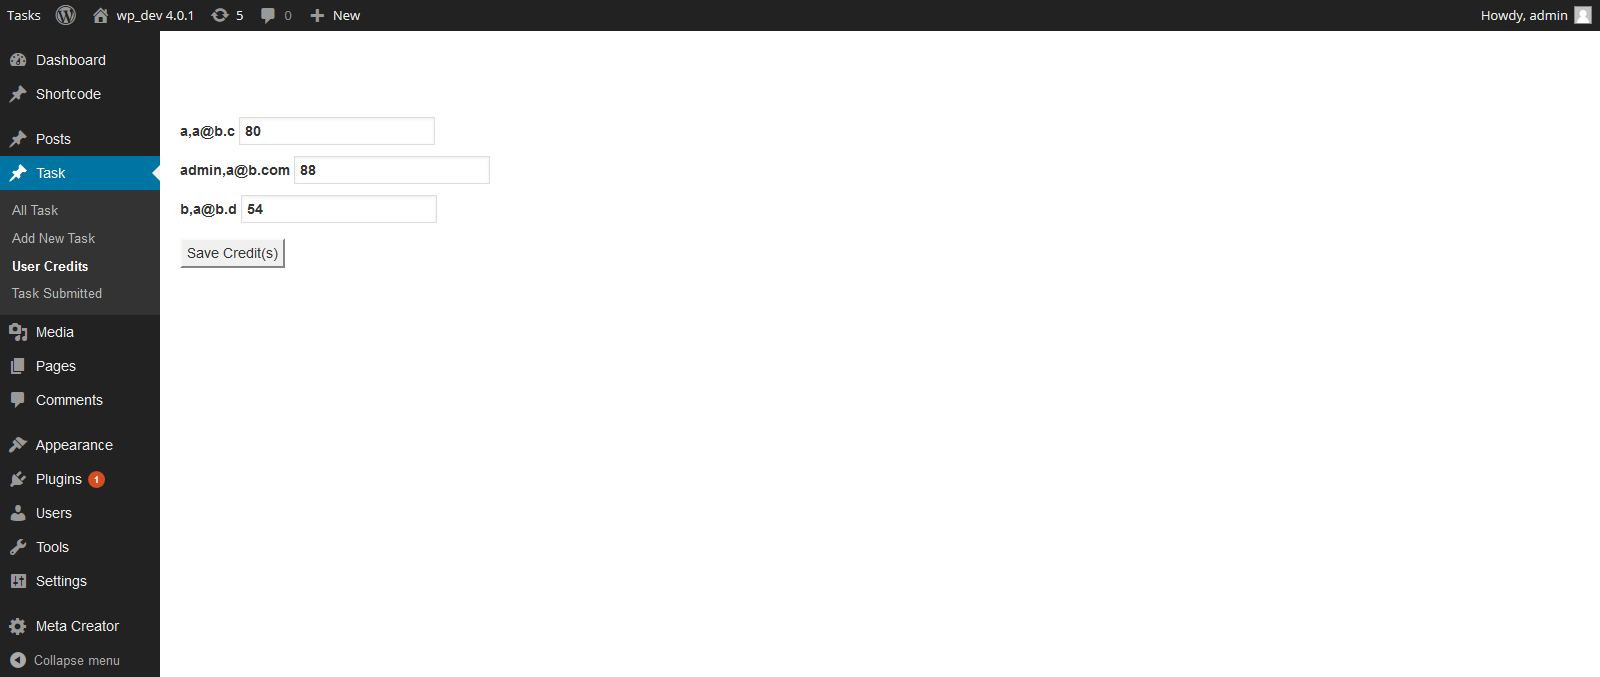 Tasks wp_dev 4.0.1 5 0 New Howdy, admin
Dashboard
Shortcode
Posts
Task
All Task
Add New Task
User Credits
Task Submitted
Media
Pages
Comments
Appearance
Plugins 1
Users
Tools
Settings
Meta Creator
Collapse menu
a,a@b.c 80
admin,a@b.com 88
b,a@b.d 54
Save Credit(s)